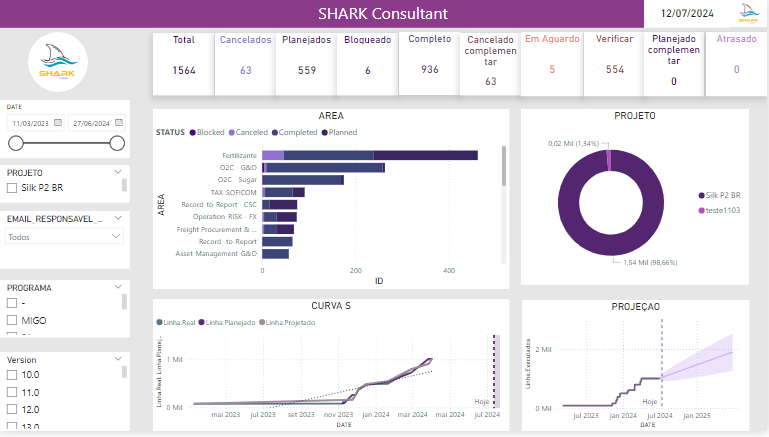 SHARK Consultant
12/07/2024
SHARK
Total
1564
Cancelados
63
Planejados
559
Bloqueado
6
Completo
936
Cancelado
complemen
tar
63
Em Aguardo
5
Verificar
554
Planejado
complemen
tar
0
Atrasado
0
DATE
11/03/2023
27/06/2024
PROJETO
Silk P2 BR
EMAIL_RESPONSAVEL_...
Todos
PROGRAMA
-
MIGO
Version
10.0
11.0
12.0
13.0
AREA
STATUS Blocked Canceled Completed Planned
AREA
Fertilizante
O2C - G&O
O2C - Sugar
TAX SOFICOM
Record-to-Report - CSC
Operation RISK - FX
Freight Procurement & ...
Record-to-Report
Asset Management G&O
0 200 400
ID
PROJETO
0,02 Mil (1,34%)
1,54 Mil (98,66%)
Silk P2 BR
teste1103
CURVA S
Linha.Real Linha.Planejado Linha.Projetado
Linha.Real, Linha.Planej...
1 Mil
0 Mil
Hoje
mai 2023 jul 2023 set 2023 nov 2023 jan 2024 mar 2024 mai 2024 jul 2024
DATE
PROJEÇAO
Linha.Executados
2 Mil
0 Mil
Hoje
jul 2023 jan 2024 jul 2024 jan 2025
DATE